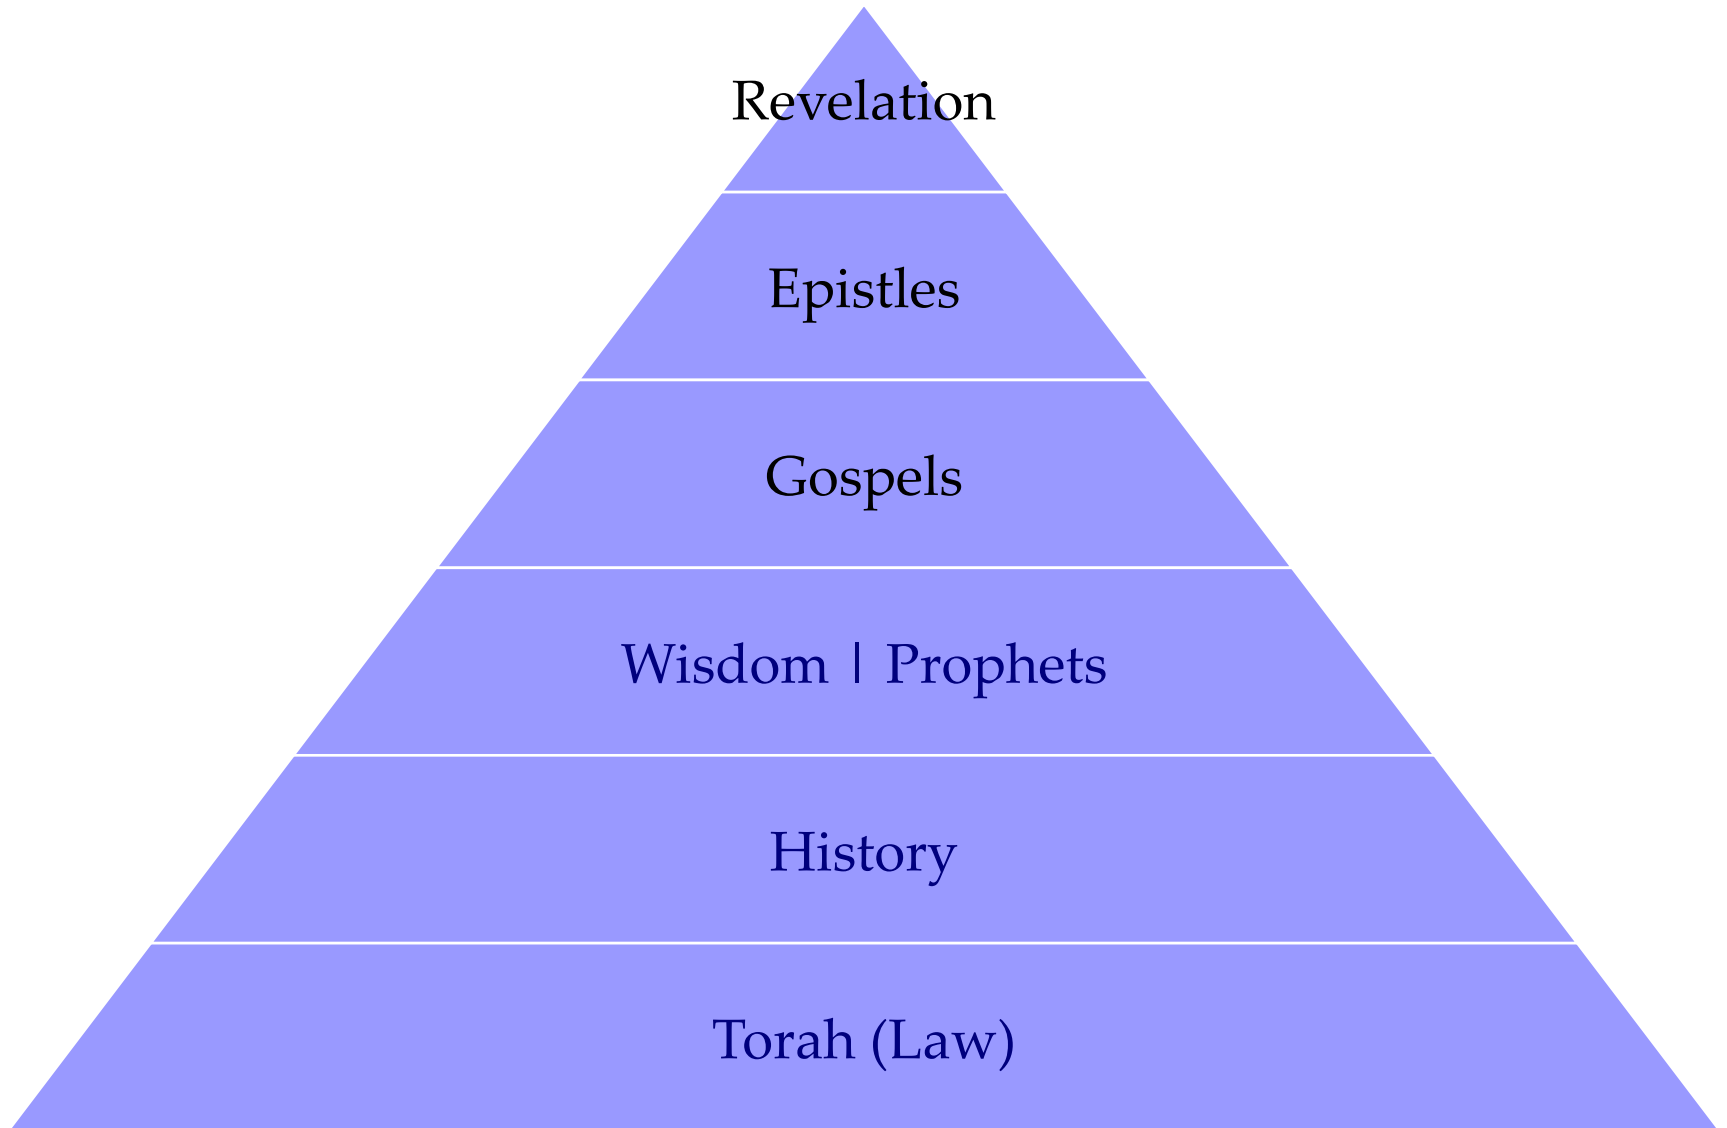 Revelation
Epistles
Gospels
Wisdom | Prophets
History
Torah (Law)